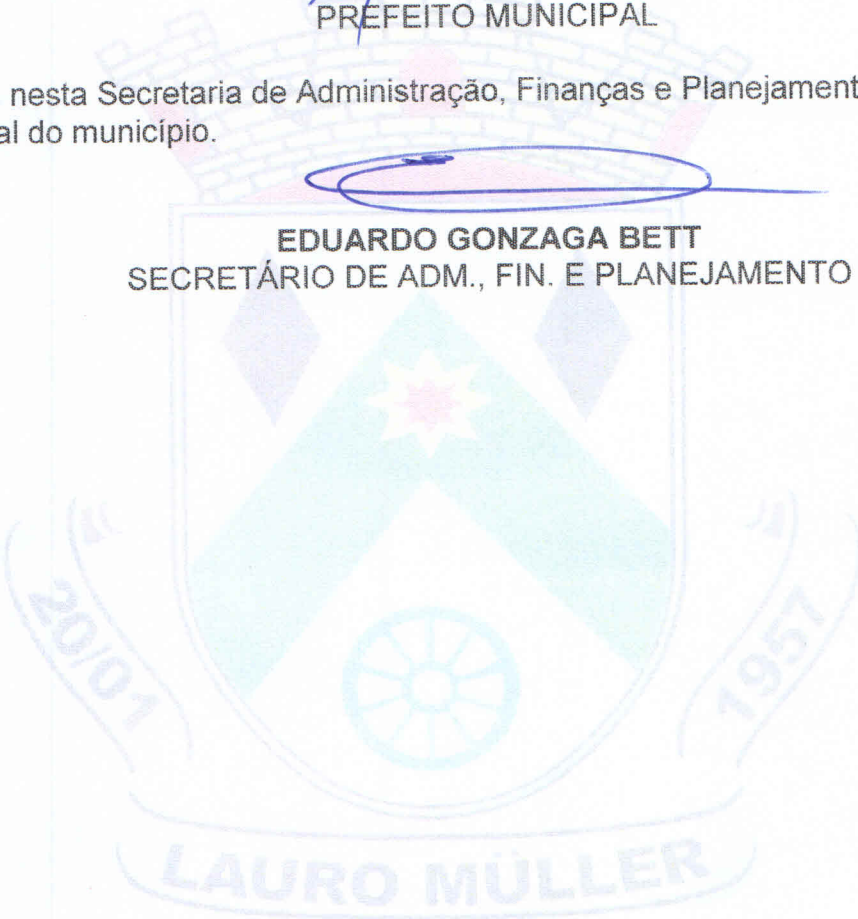 PREFEITO MUNICIPAL
nesta Secretaria de Administração, Finanças e Planejament
al do município.
EDUARDO GONZAGA BETT
SECRETÁRIO DE ADM., FIN. E PLANEJAMENTO
20/01
1957
LAURO MÜLLER